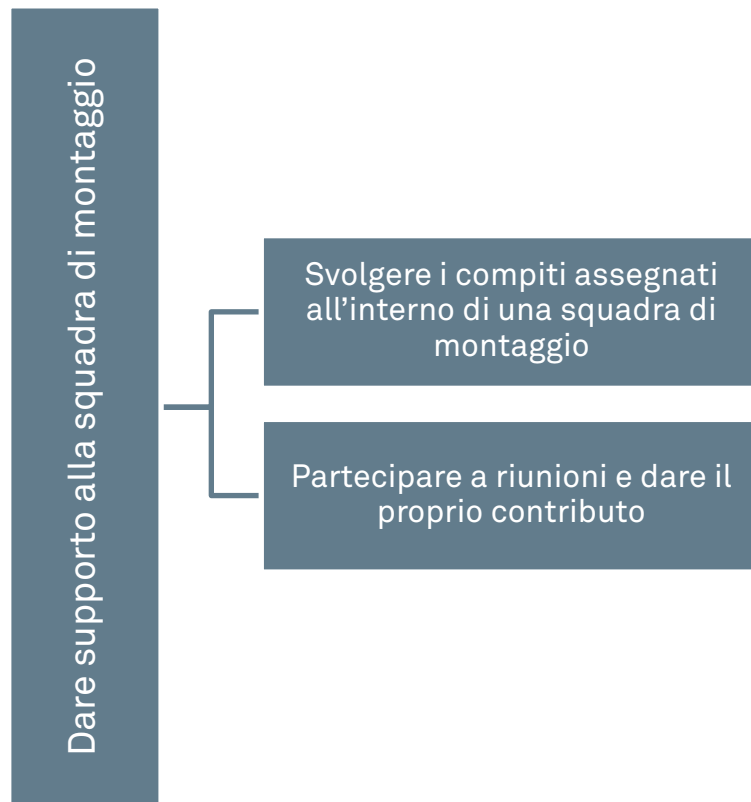 Dare supporto alla squadra di montaggio
Svolgere i compiti assegnati
all’interno di una squadra di
montaggio
Partecipare a riunioni e dare il
proprio contributo